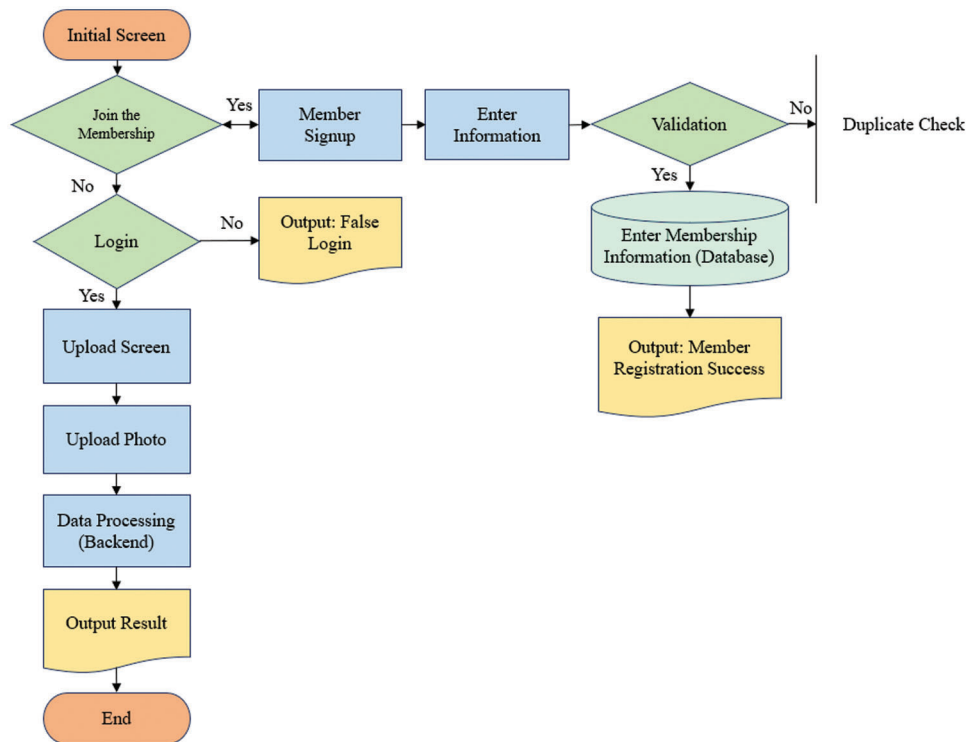 Initial Screen
Join the
Membership
Yes
Member
Signup
Enter
Information
Validation
No
Duplicate Check
No
Yes
Login
No
Output: False
Login
Enter Membership
Information (Database)
Yes
Upload Screen
Output: Member
Registration Success
Upload Photo
Data Processing
(Backend)
Output Result
End